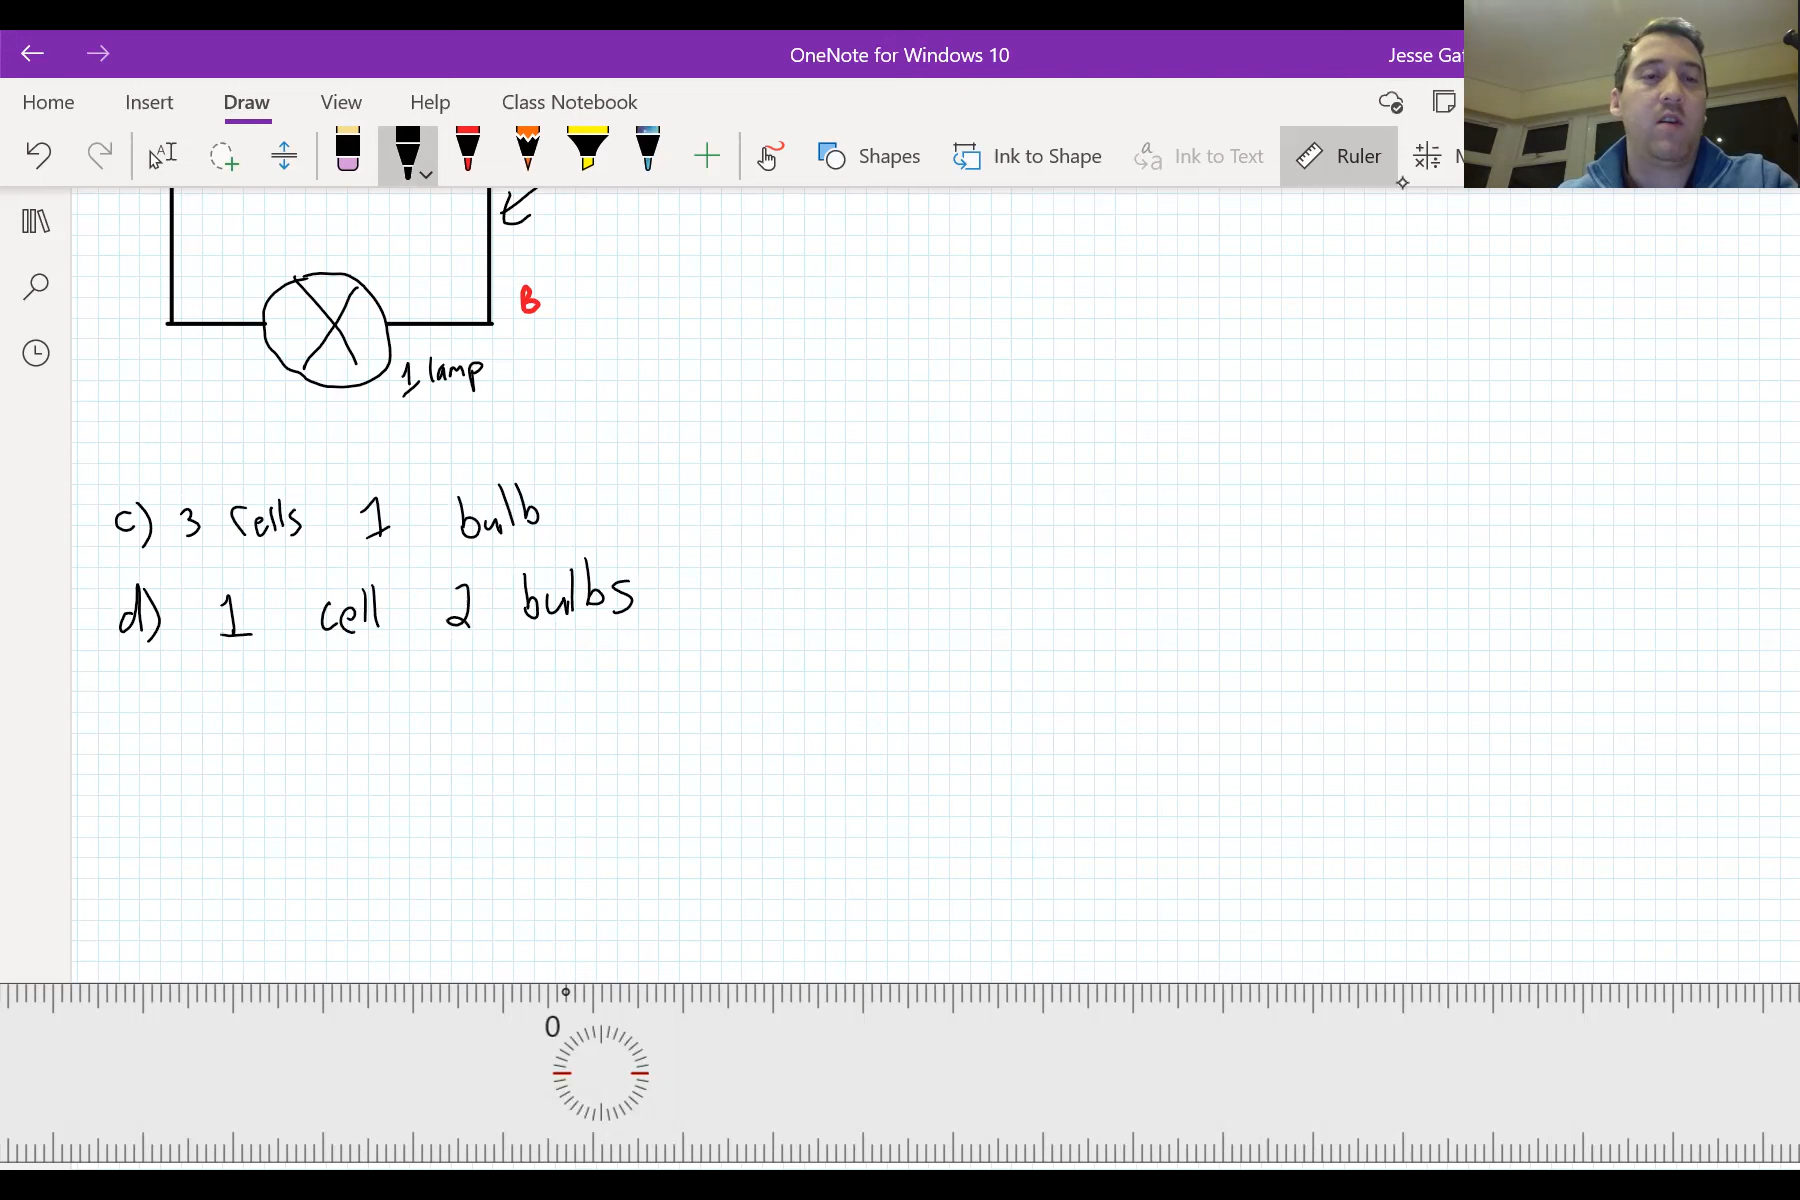 OneNote for Windows 10
Jesse Gaf
Home Insert Draw View Help Class Notebook
Shapes Ink to Shape Ink to Text Ruler M
B
1 lamp
c) 3 cells 1 bulb
d) 1 cell 2 bulbs
0